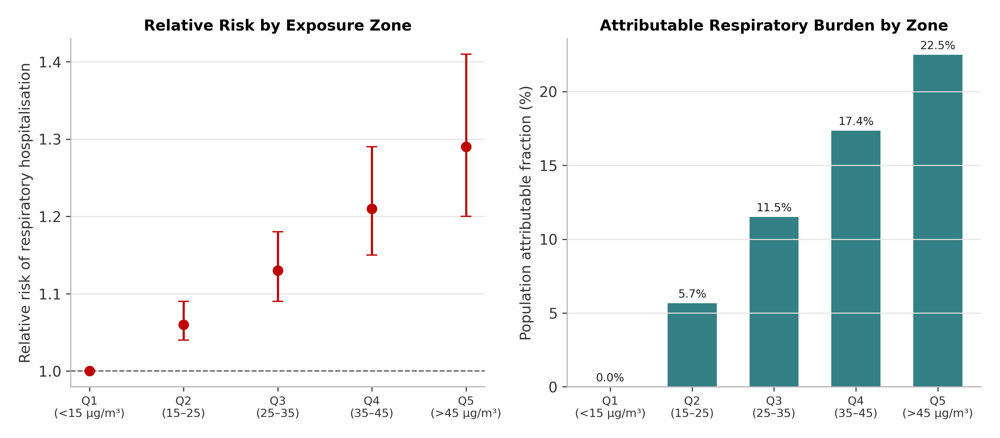 Relative Risk by Exposure Zone
Relative risk of respiratory hospitalisation
1.4
1.3
1.2
1.1
1.0
Q1
(<15 µg/m³)
Q2
(15–25)
Q3
(25–35)
Q4
(35–45)
Q5
(>45 µg/m³)
Attributable Respiratory Burden by Zone
Population attributable fraction (%)
20
15
10
5
0
0.0%
5.7%
11.5%
17.4%
22.5%
Q1
(<15 µg/m³)
Q2
(15–25)
Q3
(25–35)
Q4
(35–45)
Q5
(>45 µg/m³)